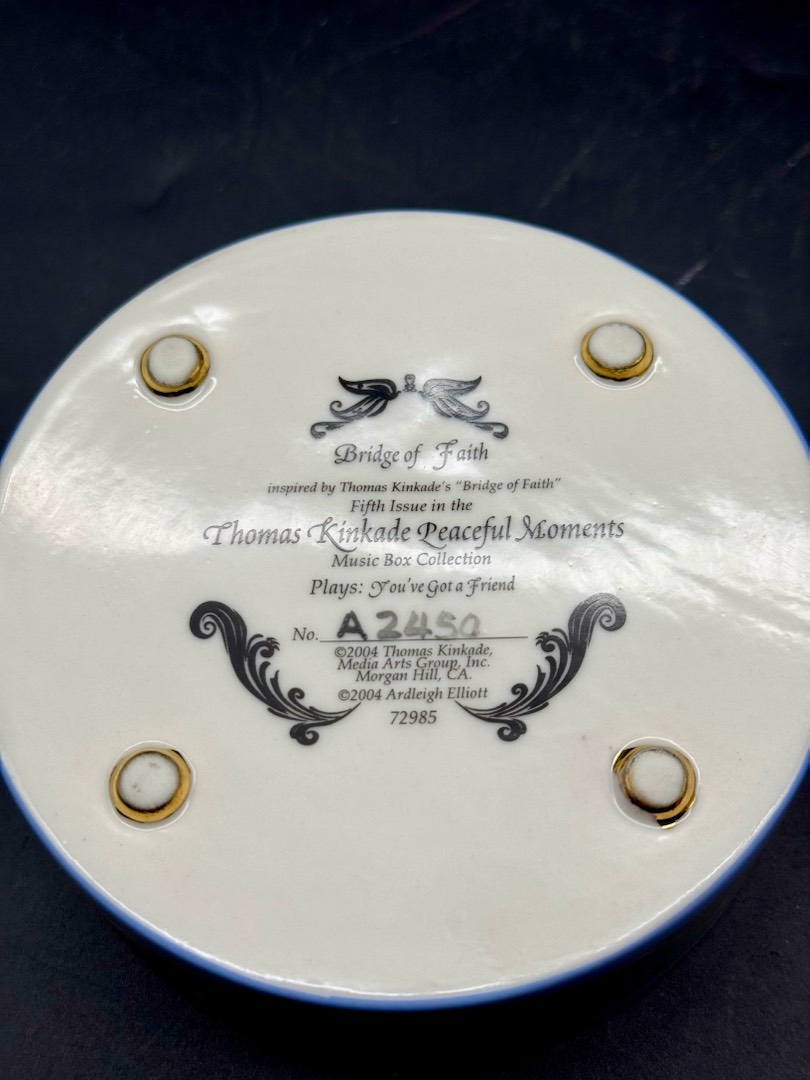 Bridge of Faith
inspired by Thomas Kinkade's "Bridge of Faith"
Fifth Issue in the
Thomas Kinkade Peaceful Moments
Music Box Collection
Plays: You've Got a Friend
No. A2450
©2004 Thomas Kinkade,
Media Arts Group, Inc.
Morgan Hill, CA.
©2004 Ardleigh Elliott
72985